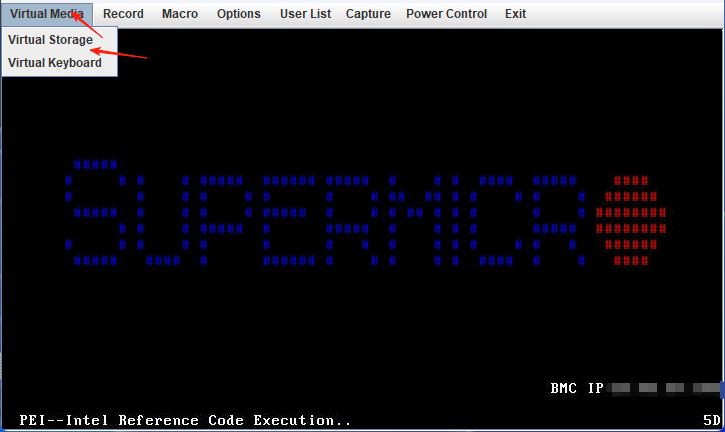 Virtual Media Record Macro Options User List Capture Power Control Exit
Virtual Storage
Virtual Keyboard
SUPERMICR
BMC IP
PEI--Intel Reference Code Execution.. 5D